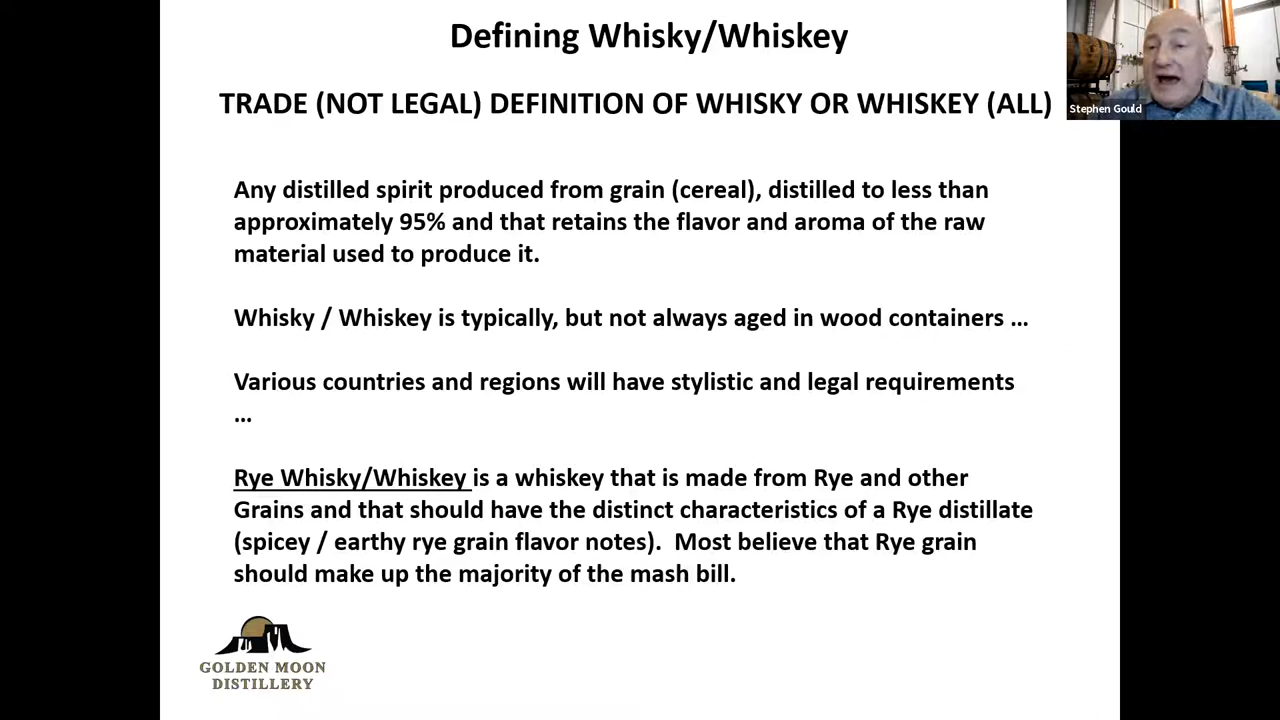 Defining Whisky/Whiskey
TRADE (NOT LEGAL) DEFINITION OF WHISKY OR WHISKEY (ALL)
Stephen Gould
Any distilled spirit produced from grain (cereal), distilled to less than
approximately 95% and that retains the flavor and aroma of the raw
material used to produce it.
Whisky / Whiskey is typically, but not always aged in wood containers ...
Various countries and regions will have stylistic and legal requirements
...
Rye Whisky/Whiskey is a whiskey that is made from Rye and other
Grains and that should have the distinct characteristics of a Rye distillate
(spicey / earthy rye grain flavor notes).  Most believe that Rye grain
should make up the majority of the mash bill.
GOLDEN MOON
DISTILLERY